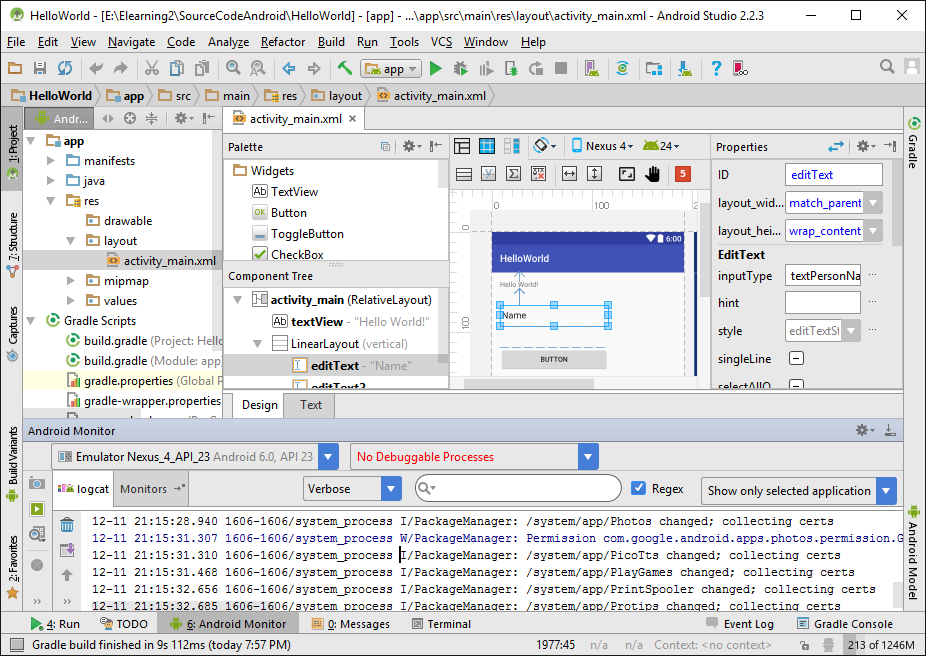 HelloWorld - [E:\Elearning2\SourceCodeAndroid\HelloWorld] - [app] - ...\app\src\main\res\layout\activity_main.xml - Android Studio 2.2.3
File Edit View Navigate Code Analyze Refactor Build Run Tools VCS Window Help
app
HelloWorld app src main res layout activity_main.xml
Andr...
activity_main.xml
1: Project
7: Structure
Captures
Build Variants
2: Favorites
app
manifests
java
res
drawable
layout
activity_main.xml
mipmap
values
Gradle Scripts
build.gradle (Project: Hello
build.gradle (Module: app
gradle.properties (Global P
gradle-wrapper.properties
Palette
Widgets
Ab TextView
OK Button
ToggleButton
CheckBox
Component Tree
activity_main (RelativeLayout)
Ab textView - "Hello World!"
LinearLayout (vertical)
editText - "Name"
editText2
Nexus 4 24
5
0 100 2
0
100
6:00
HelloWorld
Hello World!
Name
BUTTON
Properties
ID editText
layout_wid... match_parent
layout_hei... wrap_content
EditText
inputType textPersonNa ...
hint ...
style editTextSt ...
singleLine
selectAllO
Gradle
Android Model
Design Text
Android Monitor
Emulator Nexus_4_API_23 Android 6.0, API 23 No Debuggable Processes
logcat Monitors Verbose Regex Show only selected application
12-11 21:15:28.940 1606-1606/system_process I/PackageManager: /system/app/Photos changed; collecting certs
12-11 21:15:31.307 1606-1606/system_process W/PackageManager: Permission com.google.android.apps.photos.permission.G
12-11 21:15:31.310 1606-1606/system_process I/PackageManager: /system/app/PicoTts changed; collecting certs
12-11 21:15:31.468 1606-1606/system_process I/PackageManager: /system/app/PlayGames changed; collecting certs
12-11 21:15:32.656 1606-1606/system_process I/PackageManager: /system/app/PrintSpooler changed; collecting certs
12-11 21:15:32.685 1606-1606/system_process I/PackageManager: /system/app/Protips changed; collecting certs
4: Run TODO 6: Android Monitor 0: Messages Terminal Event Log Gradle Console
Gradle build finished in 9s 112ms (today 7:57 PM) 1977:45 n/a n/a Context: <no context> 213 of 1246M